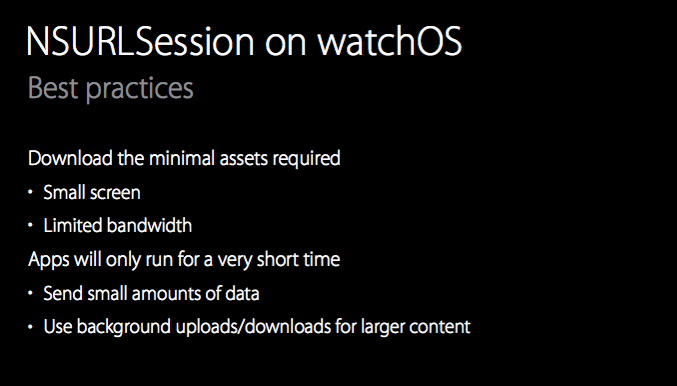 NSURLSession on watchOS
Best practices
Download the minimal assets required
• Small screen
• Limited bandwidth
Apps will only run for a very short time
• Send small amounts of data
• Use background uploads/downloads for larger content